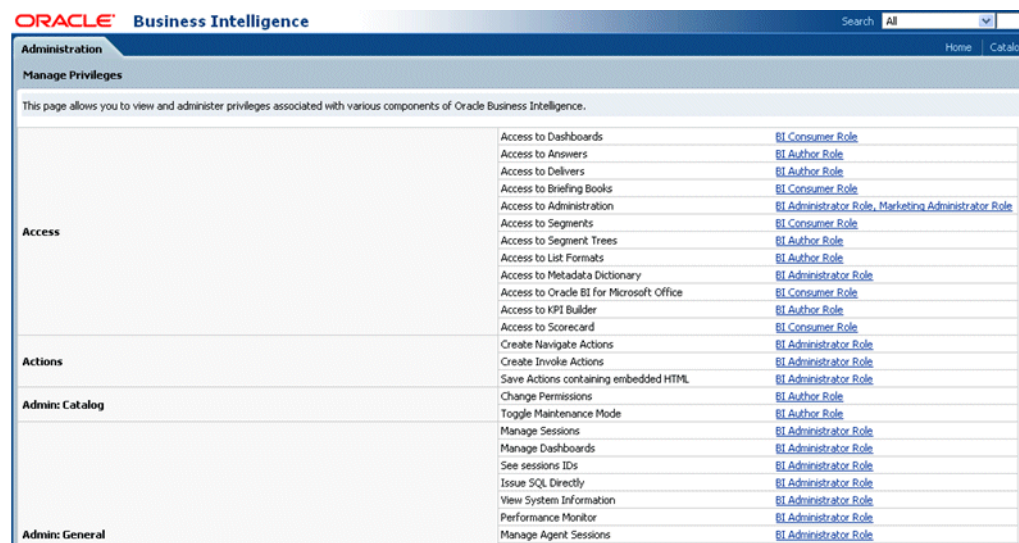 ORACLE Business Intelligence
Search All
Administration
Home Catalo
Manage Privileges
This page allows you to view and administer privileges associated with various components of Oracle Business Intelligence.
Access
Access to Dashboards BI Consumer Role
Access to Answers BI Author Role
Access to Delivers BI Author Role
Access to Briefing Books BI Consumer Role
Access to Administration BI Administrator Role, Marketing Administrator Role
Access to Segments BI Consumer Role
Access to Segment Trees BI Author Role
Access to List Formats BI Author Role
Access to Metadata Dictionary BI Administrator Role
Access to Oracle BI for Microsoft Office BI Consumer Role
Access to KPI Builder BI Author Role
Access to Scorecard BI Consumer Role
Actions
Create Navigate Actions BI Administrator Role
Create Invoke Actions BI Administrator Role
Save Actions containing embedded HTML BI Administrator Role
Admin: Catalog
Change Permissions BI Author Role
Toggle Maintenance Mode BI Author Role
Admin: General
Manage Sessions BI Administrator Role
Manage Dashboards BI Administrator Role
See sessions IDs BI Administrator Role
Issue SQL Directly BI Administrator Role
View System Information BI Administrator Role
Performance Monitor BI Administrator Role
Manage Agent Sessions BI Administrator Role